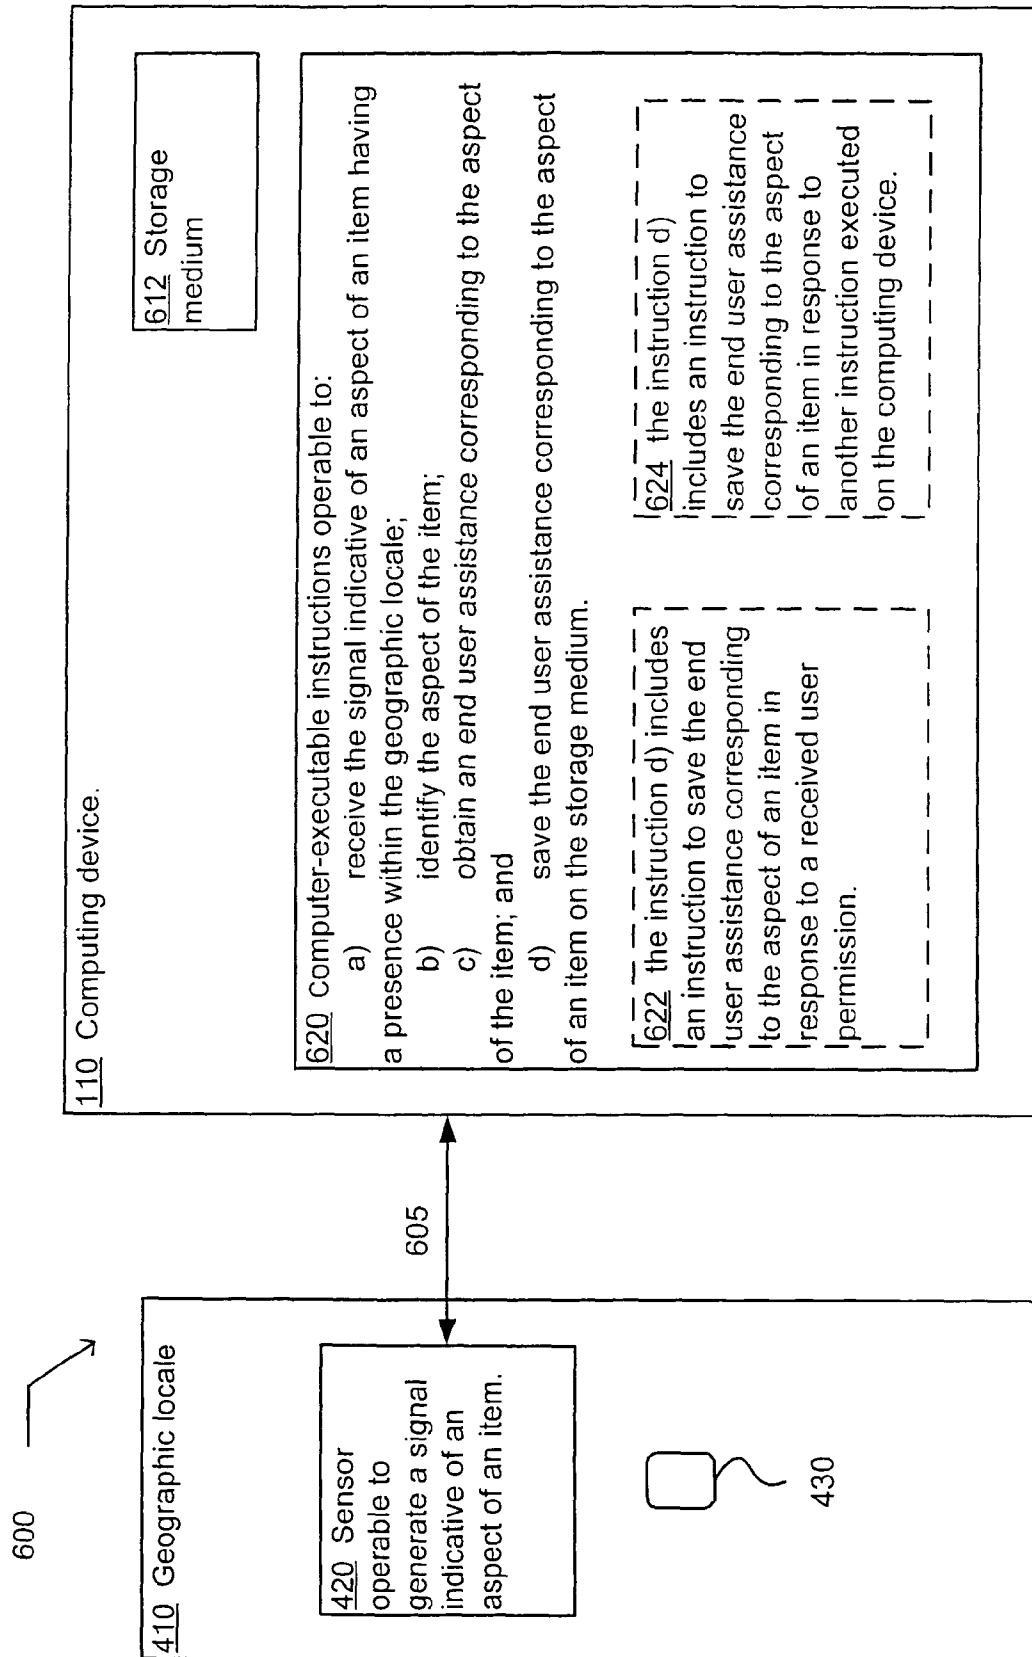 600
410 Geographic locale
420 Sensor
operable to
generate a signal
indicative of an
aspect of an item.
430
605
110 Computing device.
612 Storage
medium
620 Computer-executable instructions operable to:
a) receive the signal indicative of an aspect of an item having
a presence within the geographic locale;
b) identify the aspect of the item;
c) obtain an end user assistance corresponding to the aspect
of the item; and
d) save the end user assistance corresponding to the aspect
of an item on the storage medium.
622 the instruction d) includes
an instruction to save the end
user assistance corresponding
to the aspect of an item in
response to a received user
permission.
624 the instruction d)
includes an instruction to
save the end user assistance
corresponding to the aspect
of an item in response to
another instruction executed
on the computing device.